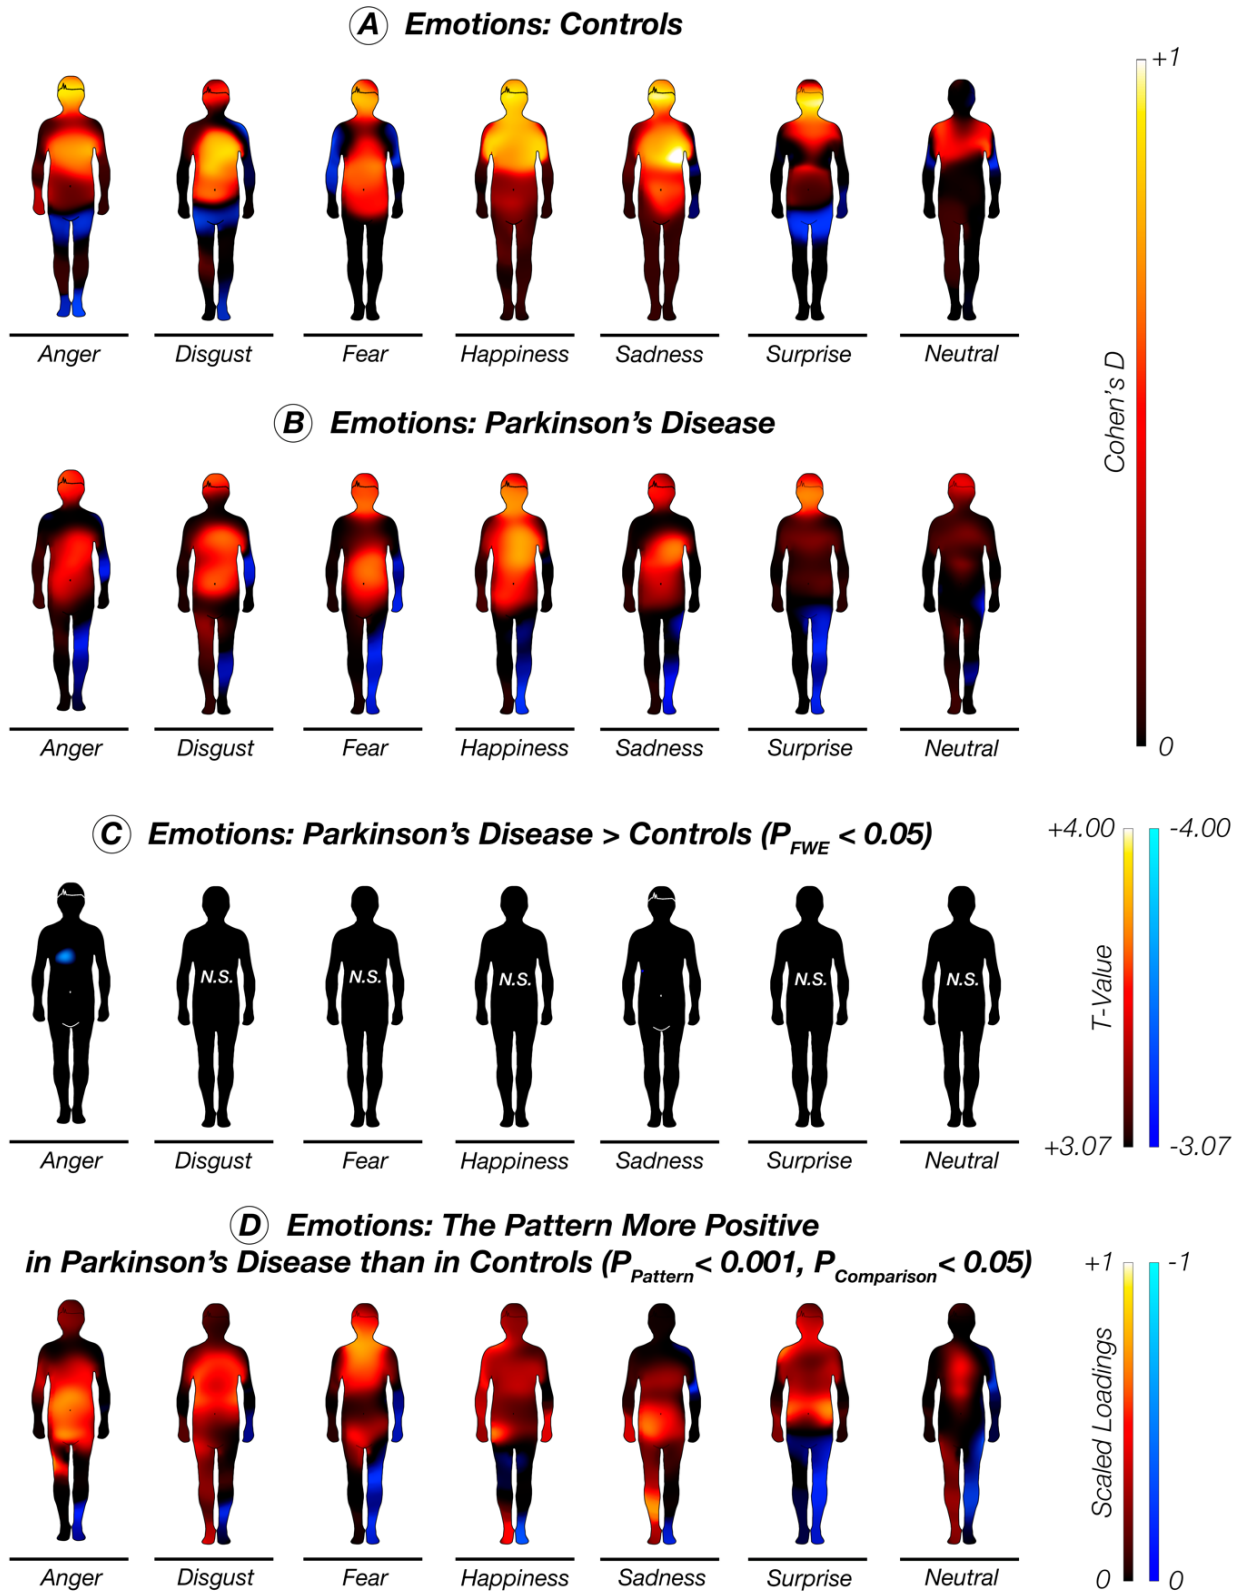 A Emotions: Controls
+1
Anger Disgust Fear Happiness Sadness Surprise Neutral
Cohen's D
B Emotions: Parkinson's Disease
Anger Disgust Fear Happiness Sadness Surprise Neutral
0
C Emotions: Parkinson's Disease > Controls (P_FWE < 0.05)
+4.00 -4.00
N.S. N.S. N.S. N.S. N.S.
T-Value
+3.07 -3.07
Anger Disgust Fear Happiness Sadness Surprise Neutral
D Emotions: The Pattern More Positive
in Parkinson's Disease than in Controls (P_Pattern < 0.001, P_Comparison < 0.05)
+1 -1
Scaled Loadings
0 0
Anger Disgust Fear Happiness Sadness Surprise Neutral